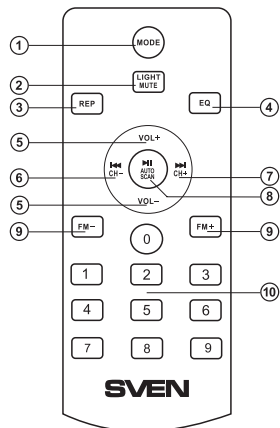 1 MODE
2 LIGHT MUTE
3 REP EQ 4
5 VOL+
6 ⏮ CH− ⏯ AUTO SCAN ⏭ CH+ 7
8
5 VOL−
9 FM− 0 FM+ 9
1 2 3
10
4 5 6
7 8 9
SVEN